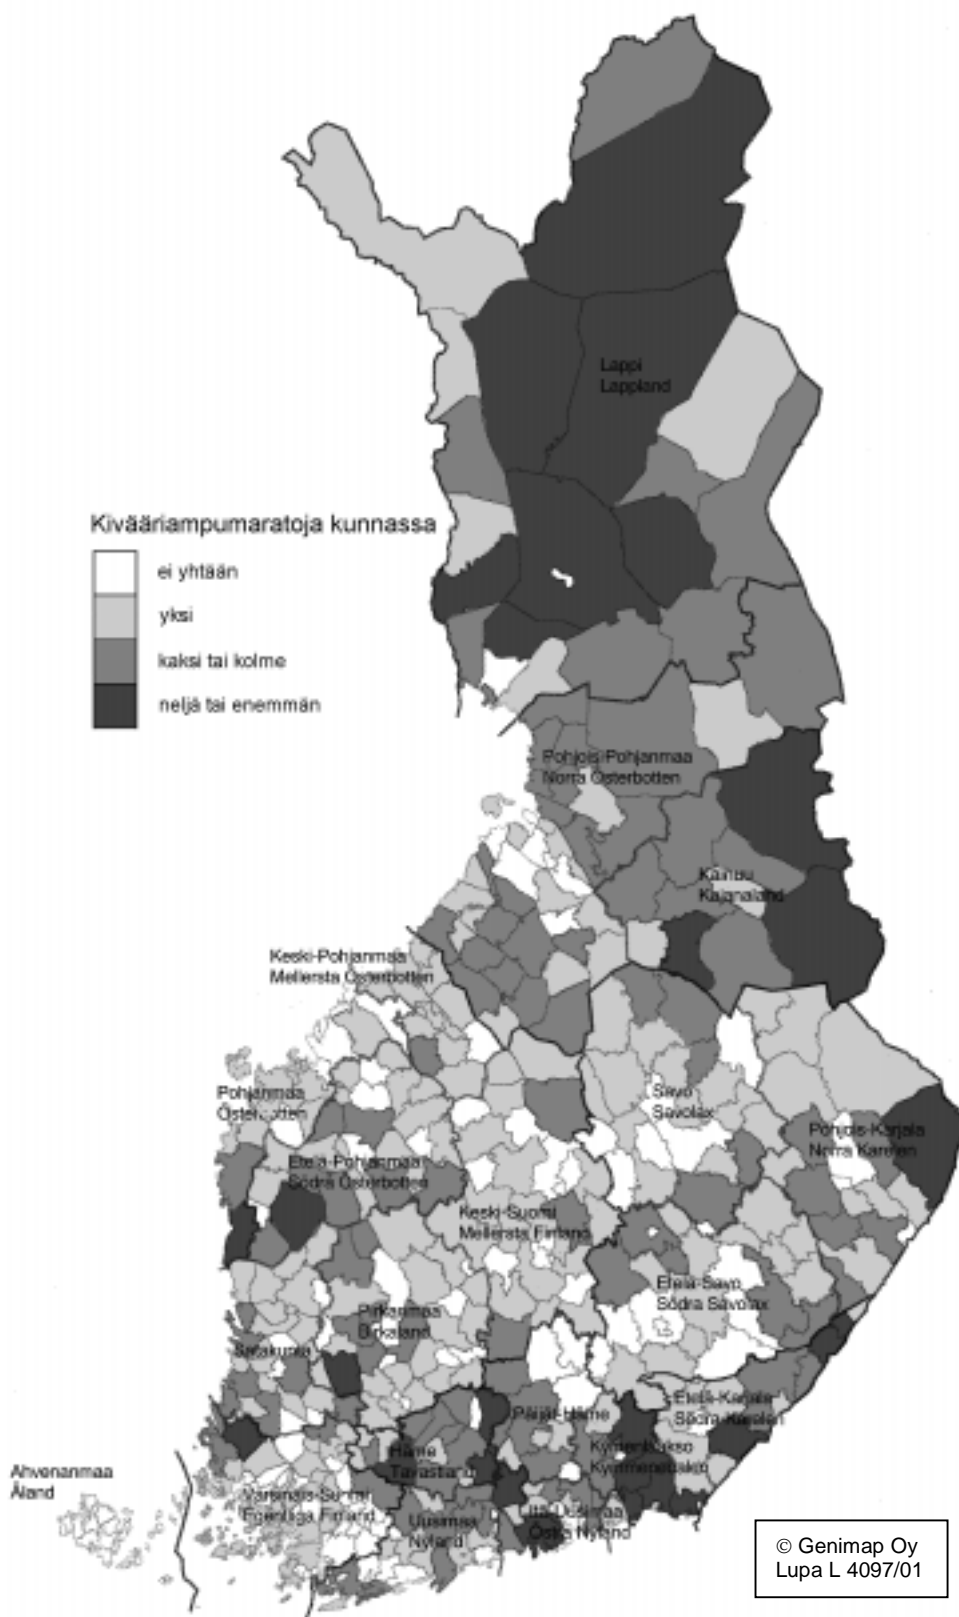 Lappi
Lappland
Kivääriampumaratoja kunnassa
ei yhtään
yksi
kaksi tai kolme
neljä tai enemmän
Pohjois-Pohjanmaa
Norra Österbotten
Kainuu
Kajanaland
Keski-Pohjanmaa
Mellersta Österbotten
Pohjanmaa
Österbotten
Savo
Savolax
Pohjois-Karjala
Norra Karelen
Etelä-Pohjanmaa
Södra Österbotten
Keski-Suomi
Mellersta Finland
Etelä-Savo
Södra Savolax
Pirkanmaa
Birkaland
Satakunta
Etelä-Karjala
Södra Karelen
Päijät-Häme
Häme
Tavastland
Kymenlaakso
Kymmenedalen
Ahvenanmaa
Åland
Varsinais-Suomi
Egentliga Finland
Uusimaa
Nyland
Itä-Uusimaa
Östra Nyland
© Genimap Oy
Lupa L 4097/01